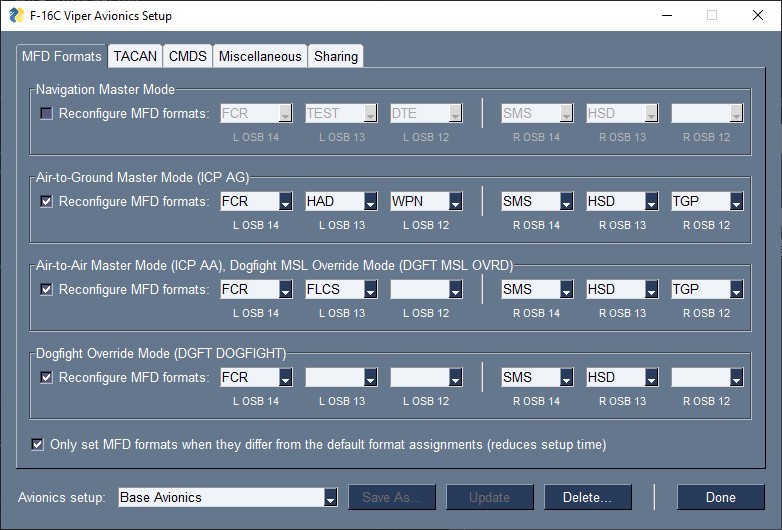 F-16C Viper Avionics Setup
MFD Formats TACAN CMDS Miscellaneous Sharing
Navigation Master Mode
Reconfigure MFD formats: FCR TEST DTE SMS HSD
L OSB 14 L OSB 13 L OSB 12 R OSB 14 R OSB 13 R OSB 12
Air-to-Ground Master Mode (ICP AG)
Reconfigure MFD formats: FCR HAD WPN SMS HSD TGP
L OSB 14 L OSB 13 L OSB 12 R OSB 14 R OSB 13 R OSB 12
Air-to-Air Master Mode (ICP AA), Dogfight MSL Override Mode (DGFT MSL OVRD)
Reconfigure MFD formats: FCR FLCS SMS HSD TGP
L OSB 14 L OSB 13 L OSB 12 R OSB 14 R OSB 13 R OSB 12
Dogfight Override Mode (DGFT DOGFIGHT)
Reconfigure MFD formats: FCR SMS HSD
L OSB 14 L OSB 13 L OSB 12 R OSB 14 R OSB 13 R OSB 12
Only set MFD formats when they differ from the default format assignments (reduces setup time)
Avionics setup: Base Avionics Save As... Update Delete... Done